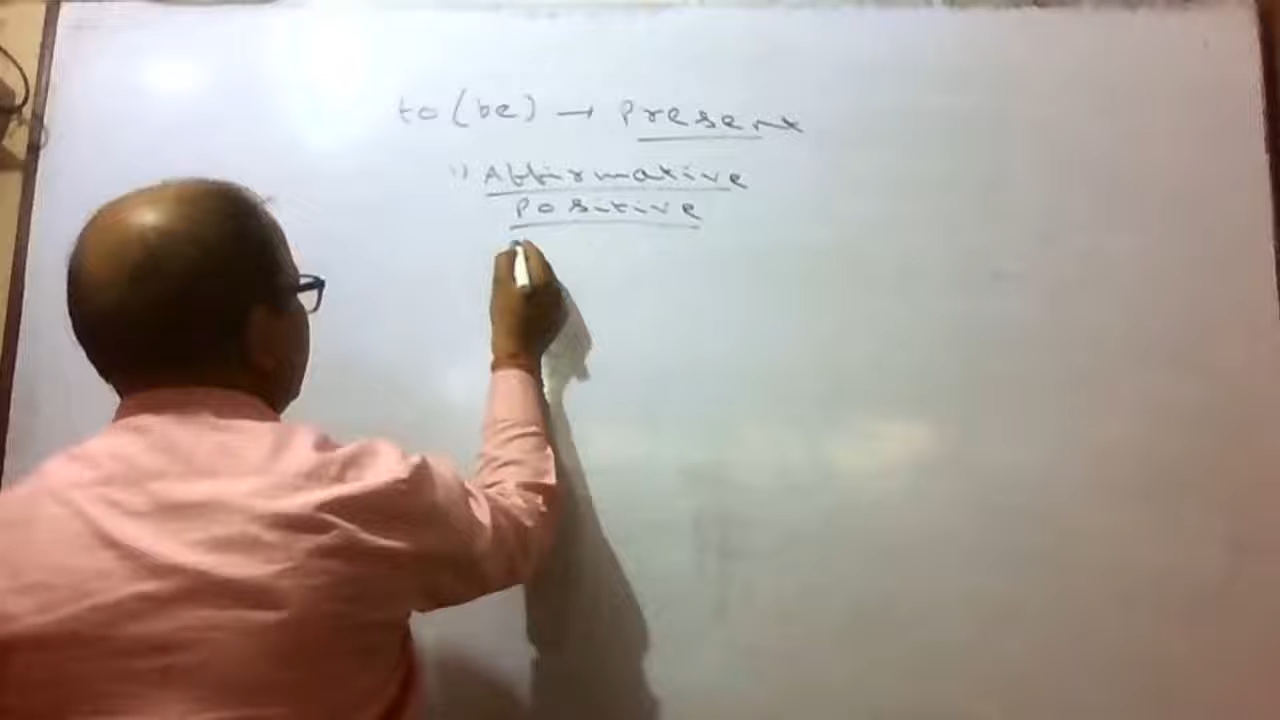 to (be) → Present
1) Affirmative
Positive